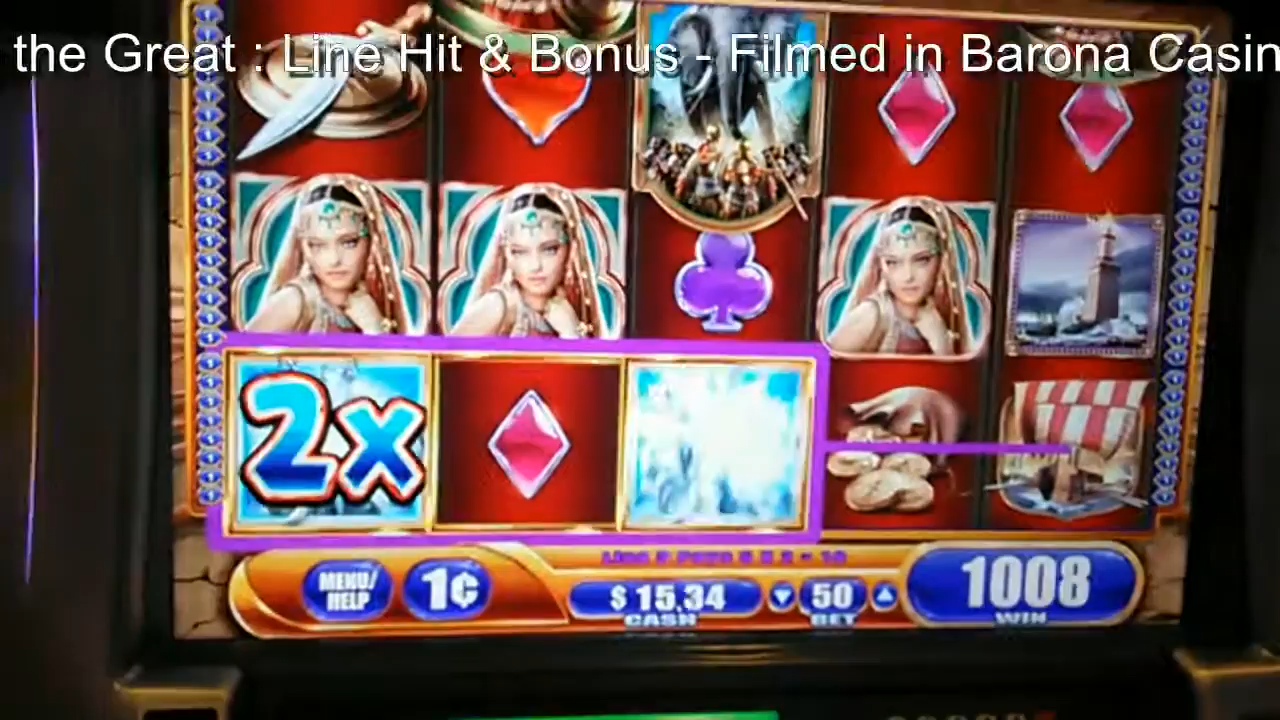 the Great : Line Hit & Bonus - Filmed in Barona Casin
2x
MENU/
HELP
1¢
$ 15.34
CASH
50
BET
1008
WIN